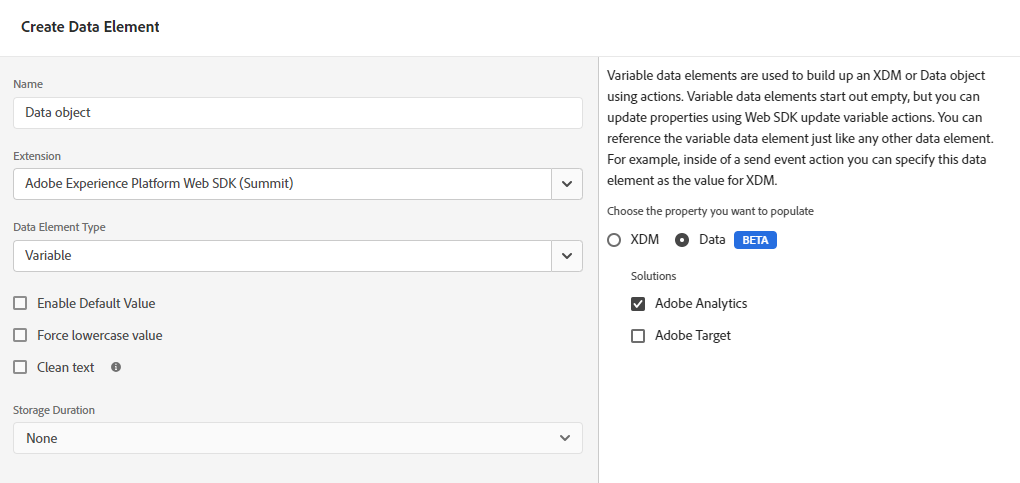 Create Data Element
Name
Data object
Extension
Adobe Experience Platform Web SDK (Summit)
Data Element Type
Variable
Enable Default Value
Force lowercase value
Clean text
Storage Duration
None
Variable data elements are used to build up an XDM or Data object
using actions. Variable data elements start out empty, but you can
update properties using Web SDK update variable actions. You can
reference the variable data element just like any other data element.
For example, inside of a send event action you can specify this data
element as the value for XDM.
Choose the property you want to populate
XDM Data BETA
Solutions
Adobe Analytics
Adobe Target